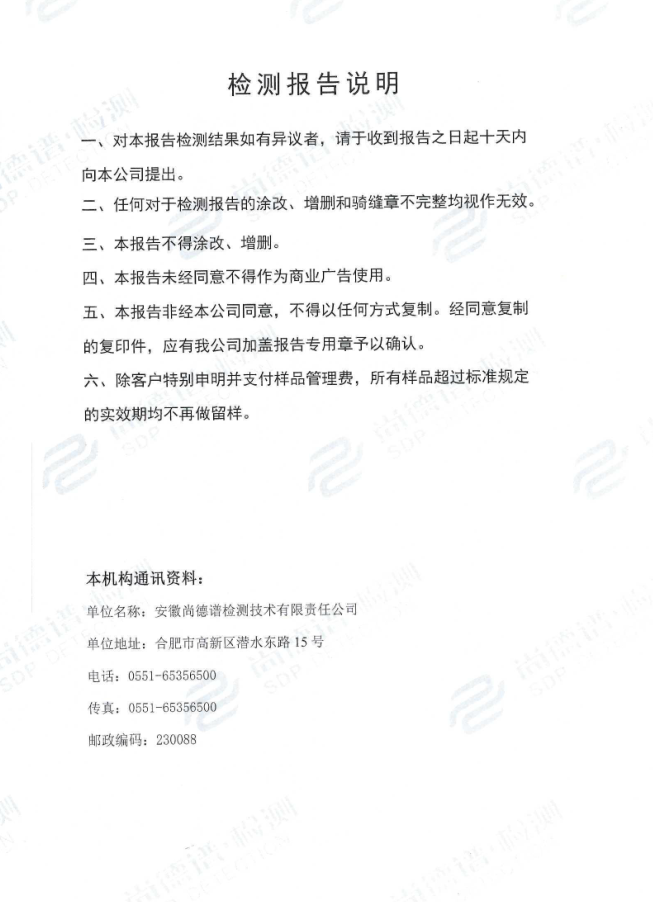 检测报告说明
一、对本报告检测结果如有异议者，请于收到报告之日起十天内
向本公司提出。
二、任何对于检测报告的涂改、增删和骑缝章不完整均视作无效。
三、本报告不得涂改、增删。
四、本报告未经同意不得作为商业广告使用。
五、本报告非经本公司同意，不得以任何方式复制。经同意复制
的复印件，应有我公司加盖报告专用章予以确认。
六、除客户特别申明并支付样品管理费，所有样品超过标准规定
的实效期均不再做留样。
本机构通讯资料：
单位名称：安徽尚德谱检测技术有限责任公司
单位地址：合肥市高新区潜水东路 15 号
电话：0551-65356500
传真：0551-65356500
邮政编码：230088
尚德谱·检测
SDP DETECTION